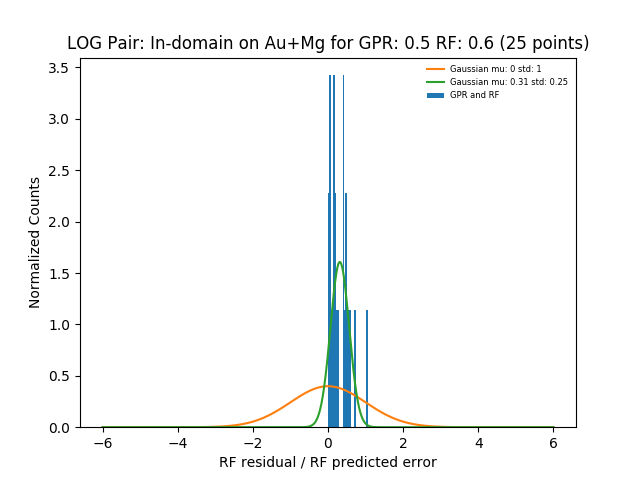 LOG Pair: In-domain on Au+Mg for GPR: 0.5 RF: 0.6 (25 points)
Gaussian mu: 0 std: 1
Gaussian mu: 0.31 std: 0.25
GPR and RF
3.5
3.0
2.5
2.0
1.5
1.0
0.5
0.0
Normalized Counts
−6 −4 −2 0 2 4 6
RF residual / RF predicted error